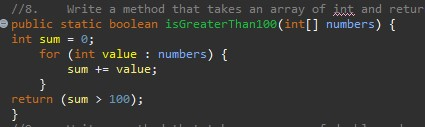 //8. Write a method that takes an array of int and retur
public static boolean isGreaterThan100(int[] numbers) {
int sum = 0;
for (int value : numbers) {
sum += value;
}
return (sum > 100);
}